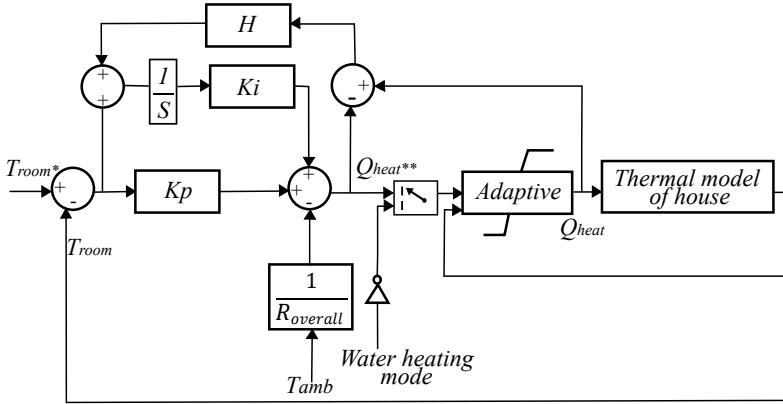 H
+
+
1
S
Ki
+
-
Troom*
+
-
Kp
+
+
-
Qheat**
Adaptive
Thermal model
of house
Qheat
Troom
1
Roverall
Tamb
Water heating
mode